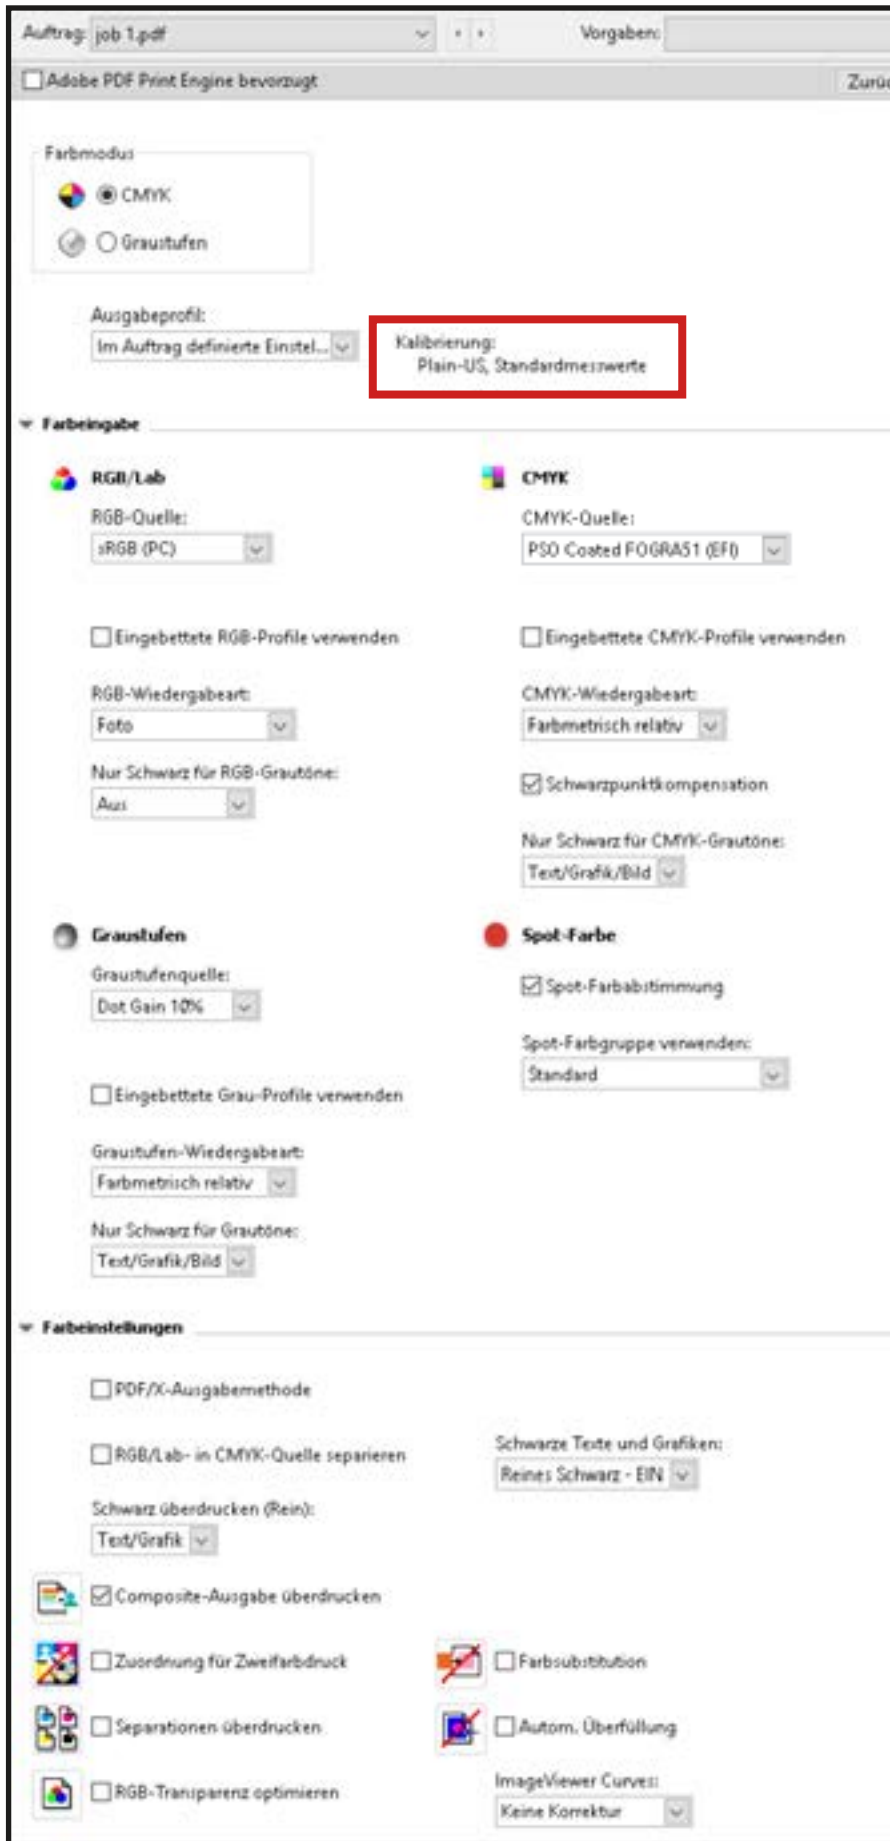 Auftrag: job 1.pdf Vorgaben:
Adobe PDF Print Engine bevorzugt
Farbmodus
CMYK
Graustufen
Ausgabeprofil:
Im Auftrag definierte Einstel...
Kalibrierung:
Plain-US, Standardmesswerte
Farbeingabe
RGB/Lab
RGB-Quelle:
sRGB (PC)
Eingebettete RGB-Profile verwenden
RGB-Wiedergabeart:
Foto
Nur Schwarz für RGB-Grautöne:
Aus
CMYK
CMYK-Quelle:
PSO Coated FOGRA51 (EFI)
Eingebettete CMYK-Profile verwenden
CMYK-Wiedergabeart:
Farbmetrisch relativ
Schwarzpunktkompensation
Nur Schwarz für CMYK-Grautöne:
Text/Grafik/Bild
Graustufen
Graustufenquelle:
Dot Gain 10%
Eingebettete Grau-Profile verwenden
Graustufen-Wiedergabeart:
Farbmetrisch relativ
Nur Schwarz für Grautöne:
Text/Grafik/Bild
Spot-Farbe
Spot-Farbabstimmung
Spot-Farbgruppe verwenden:
Standard
Farbeinstellungen
PDF/X-Ausgabemethode
RGB/Lab- in CMYK-Quelle separieren
Schwarze Texte und Grafiken:
Reines Schwarz - EIN
Schwarz überdrucken (Rein):
Text/Grafik
Composite-Ausgabe überdrucken
Zuordnung für Zweifarbdruck
Farbsubstitution
Separationen überdrucken
Autom. Überfüllung
RGB-Transparenz optimieren
ImageViewer Curves:
Keine Korrektur